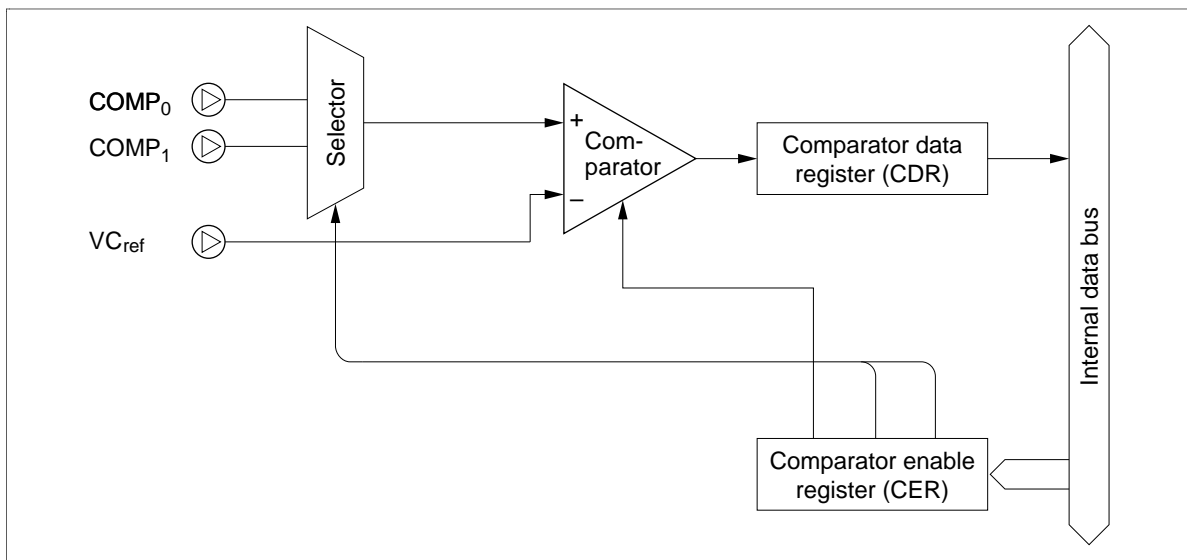 COMP0
COMP1
VCref
Selector
+
Com-
parator
−
Comparator data
register (CDR)
Comparator enable
register (CER)
Internal data bus